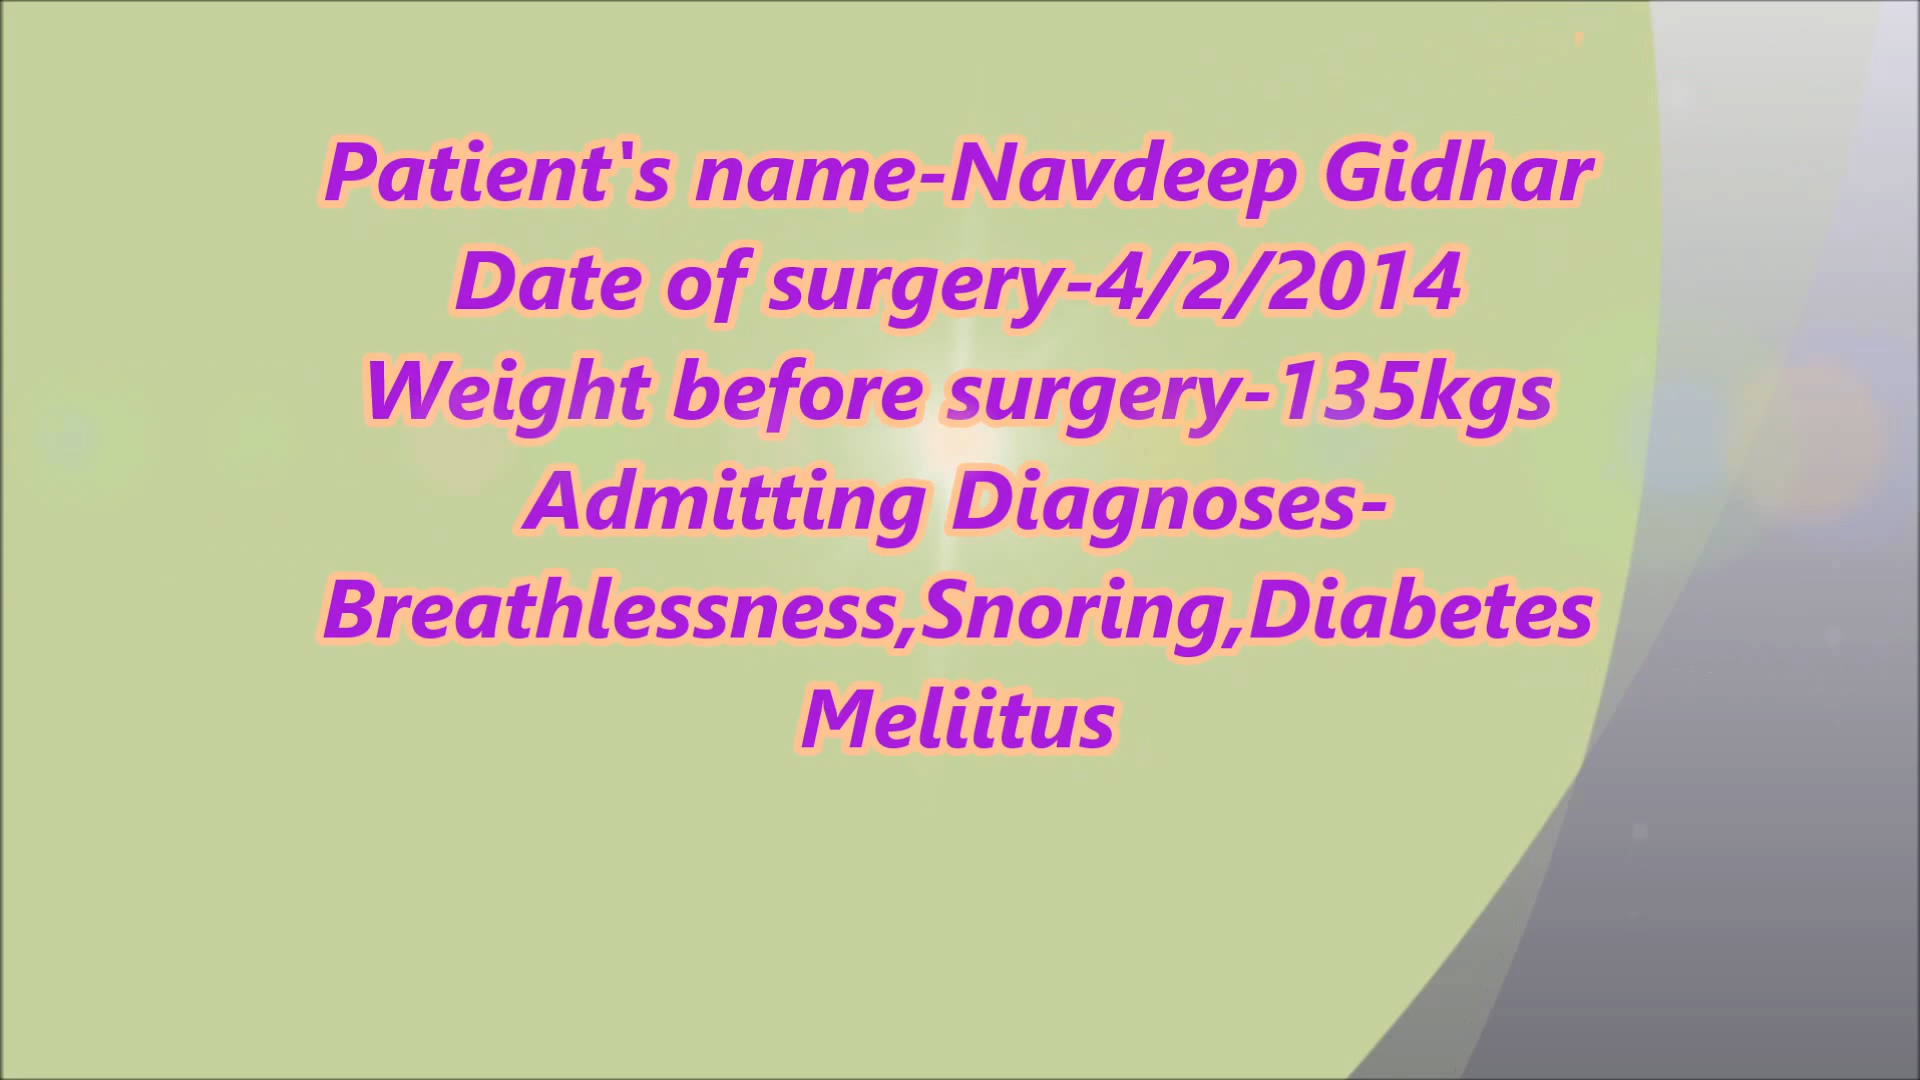 Patient's name-Navdeep Gidhar
Date of surgery-4/2/2014
Weight before surgery-135kgs
Admitting Diagnoses-
Breathlessness,Snoring,Diabetes
Meliitus